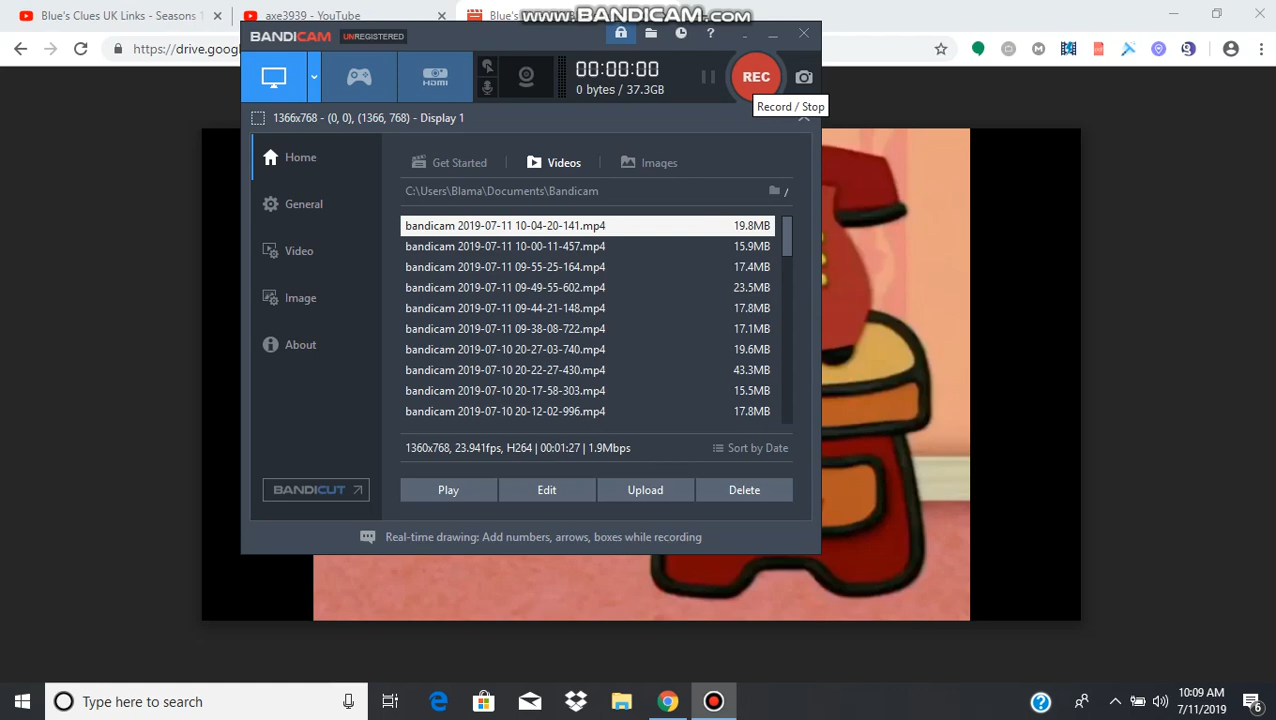 Blue's Clues UK Links - Seasons 1
axe3939 - YouTube
Blue's
www.BANDICAM.com
https://drive.goog
BANDICAM
UNREGISTERED
HDMI
00:00:00
0 bytes / 37.3GB
REC
Record / Stop
1366x768 - (0, 0), (1366, 768) - Display 1
Home
General
Video
Image
About
BANDICUT
Get Started
Videos
Images
C:\Users\Blama\Documents\Bandicam
/
bandicam 2019-07-11 10-04-20-141.mp4 19.8MB
bandicam 2019-07-11 10-00-11-457.mp4 15.9MB
bandicam 2019-07-11 09-55-25-164.mp4 17.4MB
bandicam 2019-07-11 09-49-55-602.mp4 23.5MB
bandicam 2019-07-11 09-44-21-148.mp4 17.8MB
bandicam 2019-07-11 09-38-08-722.mp4 17.1MB
bandicam 2019-07-10 20-27-03-740.mp4 19.6MB
bandicam 2019-07-10 20-22-27-430.mp4 43.3MB
bandicam 2019-07-10 20-17-58-303.mp4 15.5MB
bandicam 2019-07-10 20-12-02-996.mp4 17.8MB
1360x768, 23.941fps, H264 | 00:01:27 | 1.9Mbps
Sort by Date
Play
Edit
Upload
Delete
Real-time drawing: Add numbers, arrows, boxes while recording
Type here to search
10:09 AM
7/11/2019
6